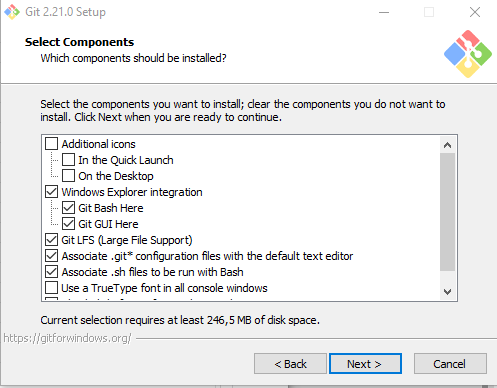 Git 2.21.0 Setup
Select Components
Which components should be installed?
Select the components you want to install; clear the components you do not want to
install. Click Next when you are ready to continue.
Additional icons
In the Quick Launch
On the Desktop
Windows Explorer integration
Git Bash Here
Git GUI Here
Git LFS (Large File Support)
Associate .git* configuration files with the default text editor
Associate .sh files to be run with Bash
Use a TrueType font in all console windows
Current selection requires at least 246,5 MB of disk space.
https://gitforwindows.org/
< Back
Next >
Cancel